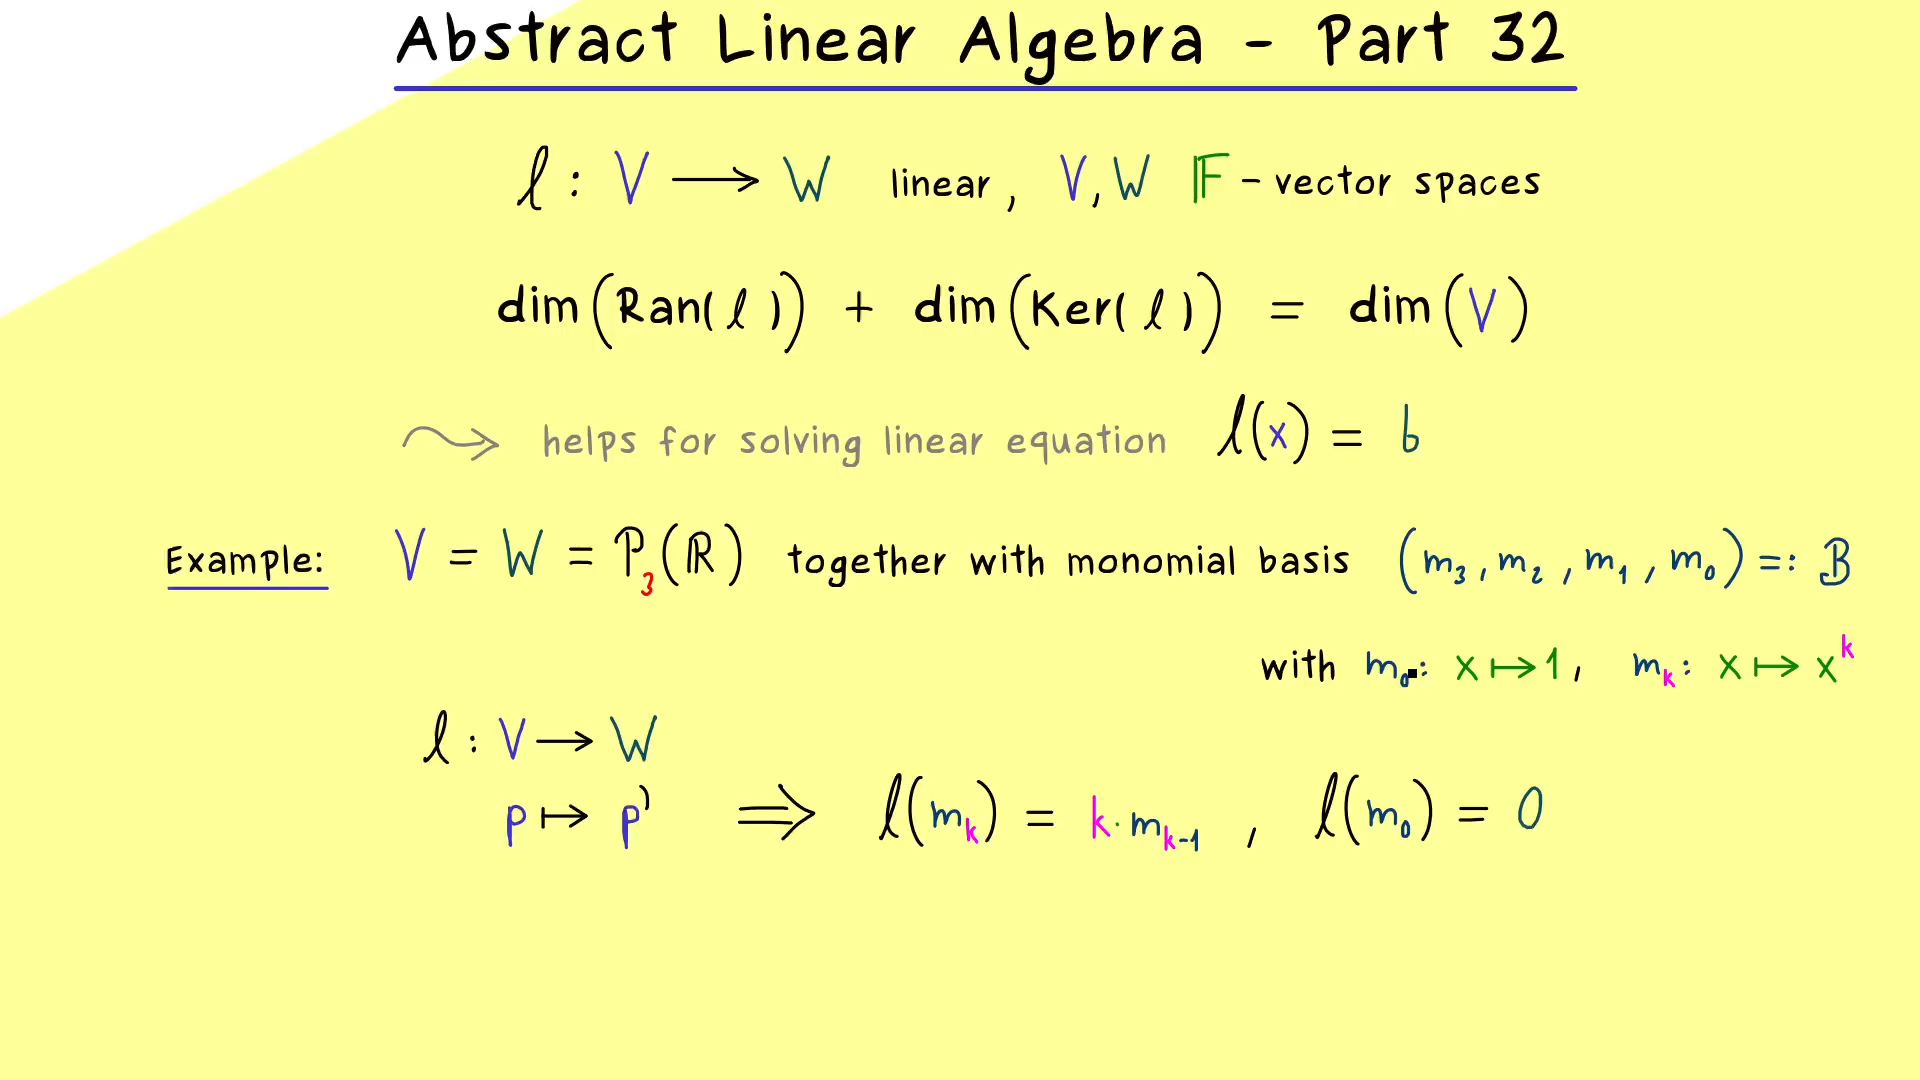 Abstract Linear Algebra - Part 32
ℓ : V ⟶ W linear , V, W 𝔽 - vector spaces
dim(Ran(ℓ)) + dim(Ker(ℓ)) = dim(V)
⤳ helps for solving linear equation ℓ(x) = b
Example: V = W = P₃(ℝ) together with monomial basis (m₃, m₂, m₁, m₀) =: B
with m₀: x ↦ 1, mₖ: x ↦ xᵏ
ℓ : V ⟶ W
p ↦ p' ⟹ ℓ(mₖ) = k · mₖ₋₁ , ℓ(m₀) = 0